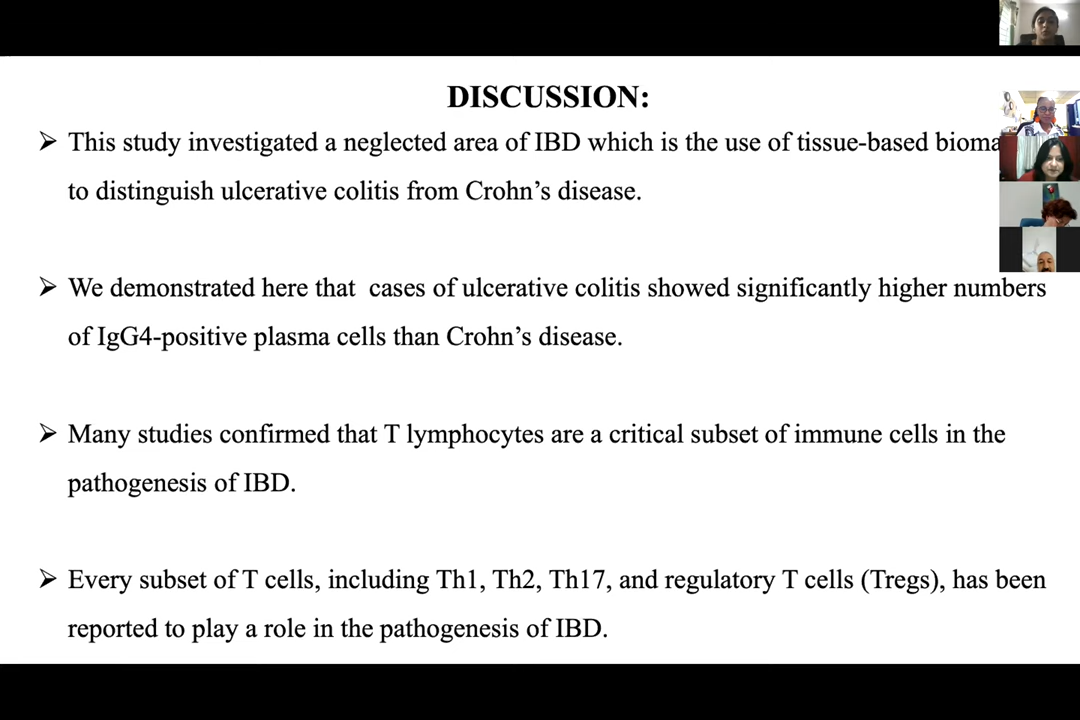 DISCUSSION:
➢ This study investigated a neglected area of IBD which is the use of tissue-based
to distinguish ulcerative colitis from Crohn’s disease.
➢ We demonstrated here that cases of ulcerative colitis showed significantly higher numbers
of IgG4-positive plasma cells than Crohn’s disease.
➢ Many studies confirmed that T lymphocytes are a critical subset of immune cells in the
pathogenesis of IBD.
➢ Every subset of T cells, including Th1, Th2, Th17, and regulatory T cells (Tregs), has been
reported to play a role in the pathogenesis of IBD.